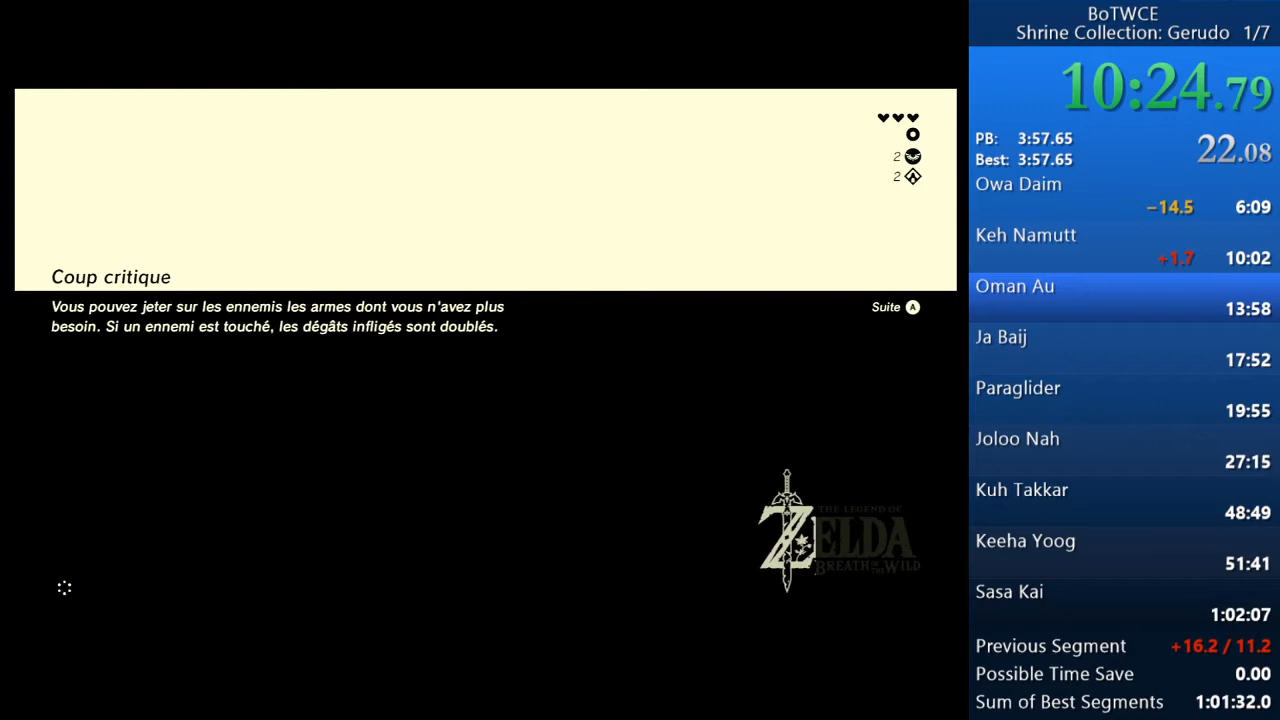 BoTWCE
Shrine Collection: Gerudo 1/7
10:24.79
PB: 3:57.65
Best: 3:57.65
22.08
Owa Daim
-14.5 6:09
Keh Namutt
+1.7 10:02
Oman Au
13:58
Ja Baij
17:52
Paraglider
19:55
Joloo Nah
27:15
Kuh Takkar
48:49
Keeha Yoog
51:41
Sasa Kai
1:02:07
Previous Segment +16.2 / 11.2
Possible Time Save 0.00
Sum of Best Segments 1:01:32.0
2
2
Coup critique
Vous pouvez jeter sur les ennemis les armes dont vous n'avez plus
besoin. Si un ennemi est touché, les dégâts infligés sont doublés.
Suite A
THE LEGEND OF
ZELDA
BREATH OF THE WILD